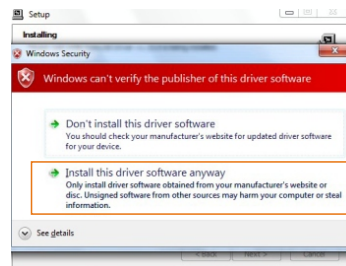 Setup
Installing
Windows Security
Windows can't verify the publisher of this driver software
Don't install this driver software
You should check your manufacturer's website for updated driver software
for your device.
Install this driver software anyway
Only install driver software obtained from your manufacturer's website or
disc. Unsigned software from other sources may harm your computer or steal
information.
See details
< Back Next > Cancel